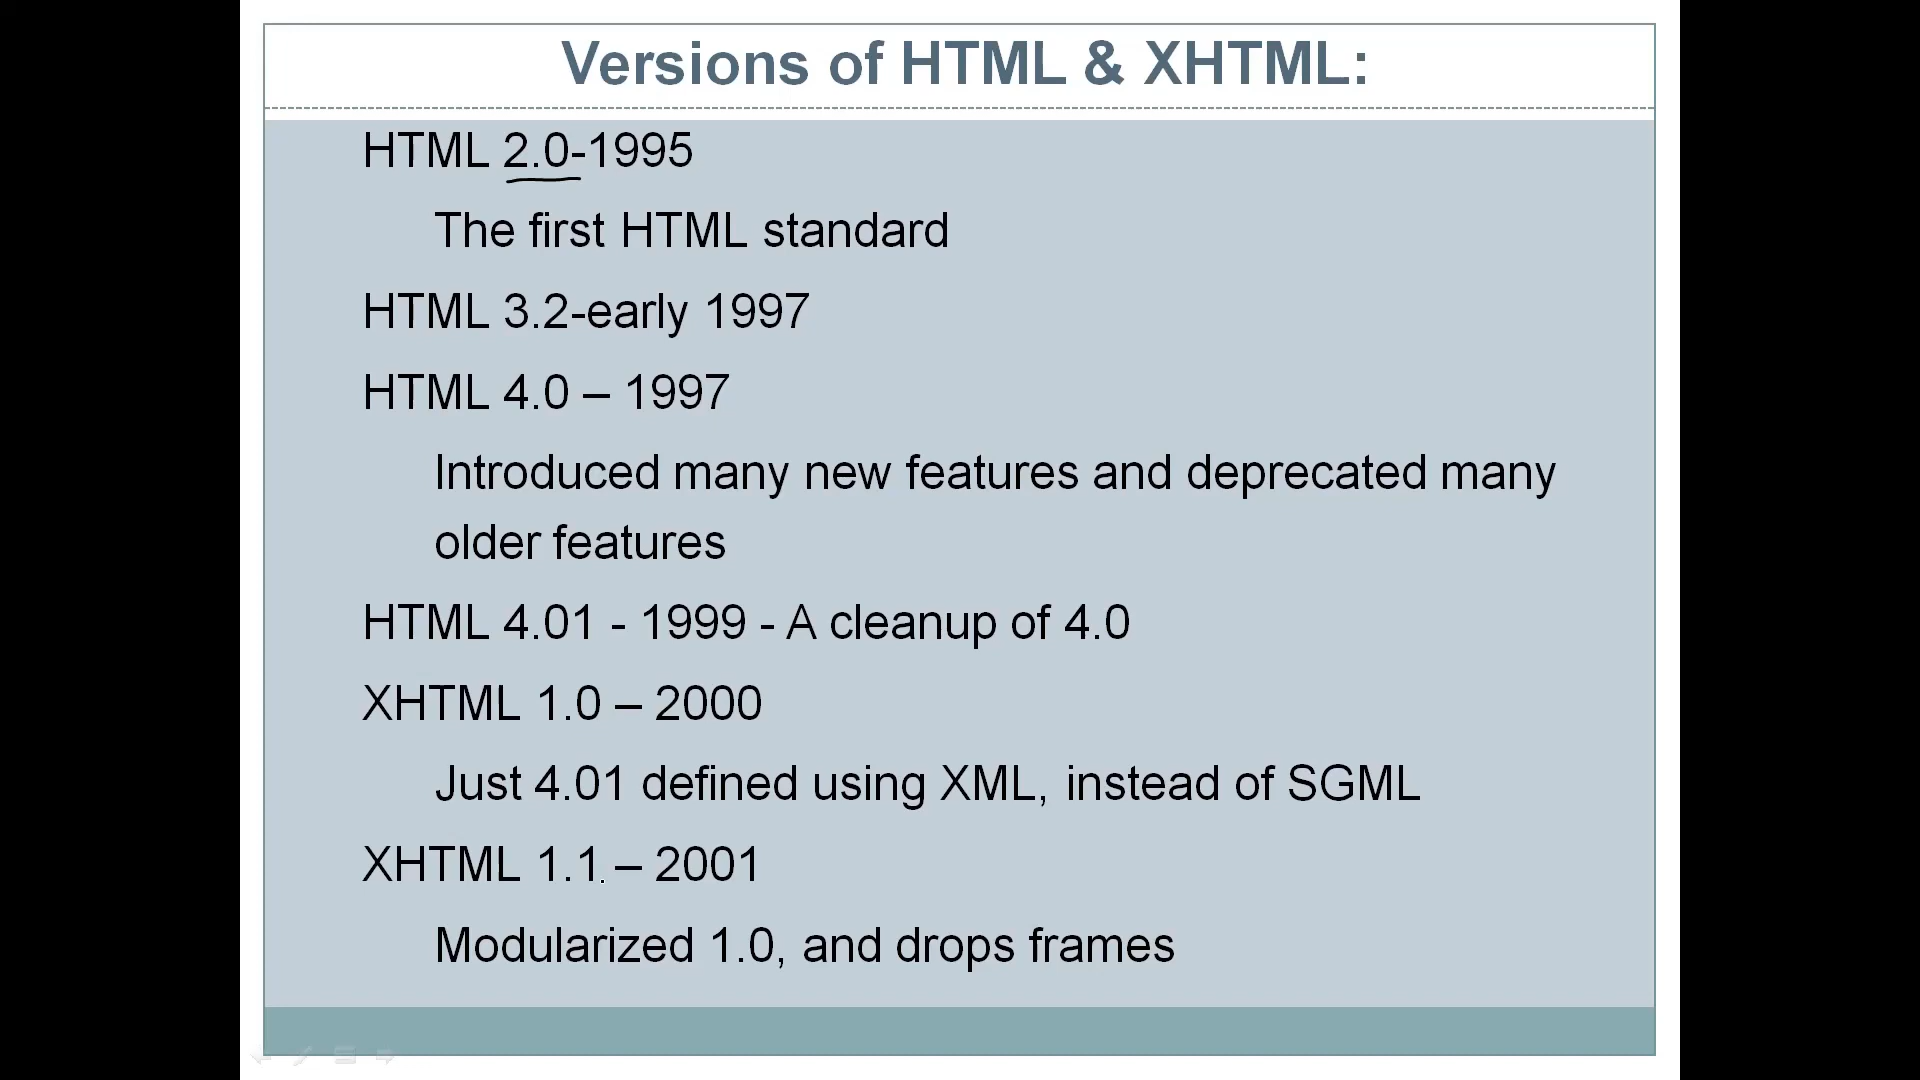 Versions of HTML & XHTML:
HTML 2.0-1995
The first HTML standard
HTML 3.2-early 1997
HTML 4.0 – 1997
Introduced many new features and deprecated many
older features
HTML 4.01 - 1999 - A cleanup of 4.0
XHTML 1.0 – 2000
Just 4.01 defined using XML, instead of SGML
XHTML 1.1 – 2001
Modularized 1.0, and drops frames